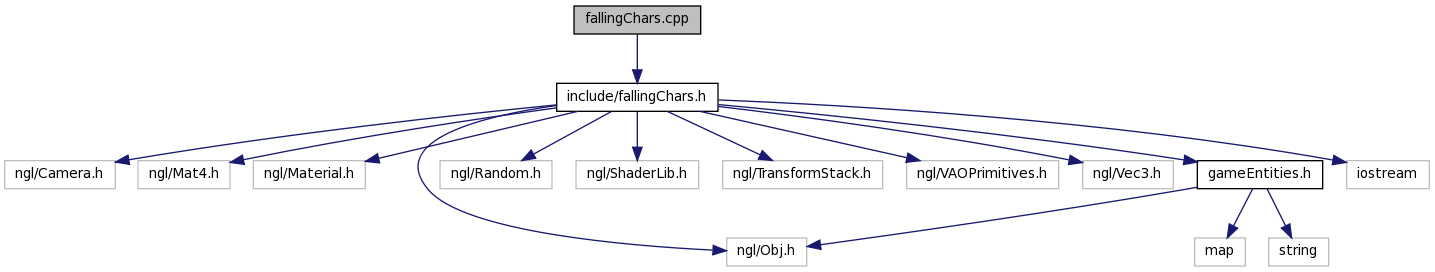 fallingChars.cpp
include/fallingChars.h
ngl/Camera.h
ngl/Mat4.h
ngl/Material.h
ngl/Random.h
ngl/ShaderLib.h
ngl/TransformStack.h
ngl/VAOPrimitives.h
ngl/Vec3.h
gameEntities.h
iostream
ngl/Obj.h
map
string